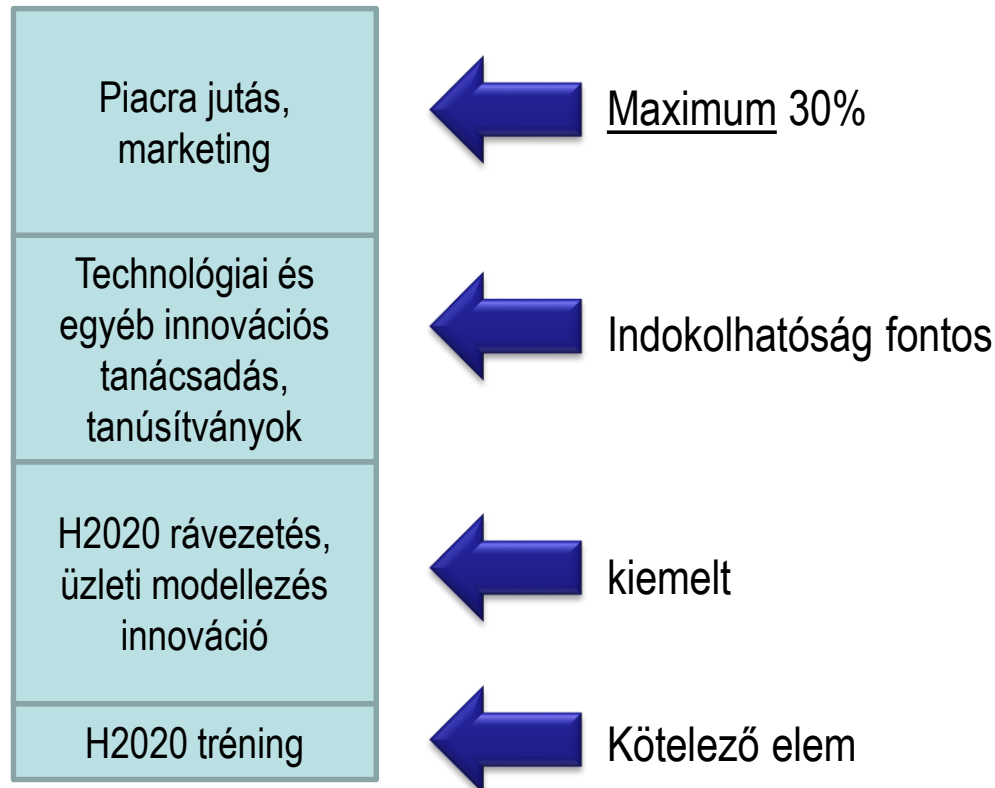 Piacra jutás,
marketing
Maximum 30%
Technológiai és
egyéb innovációs
tanácsadás,
tanúsítványok
Indokolhatóság fontos
H2020 rávezetés,
üzleti modellezés
innováció
kiemelt
H2020 tréning
Kötelező elem